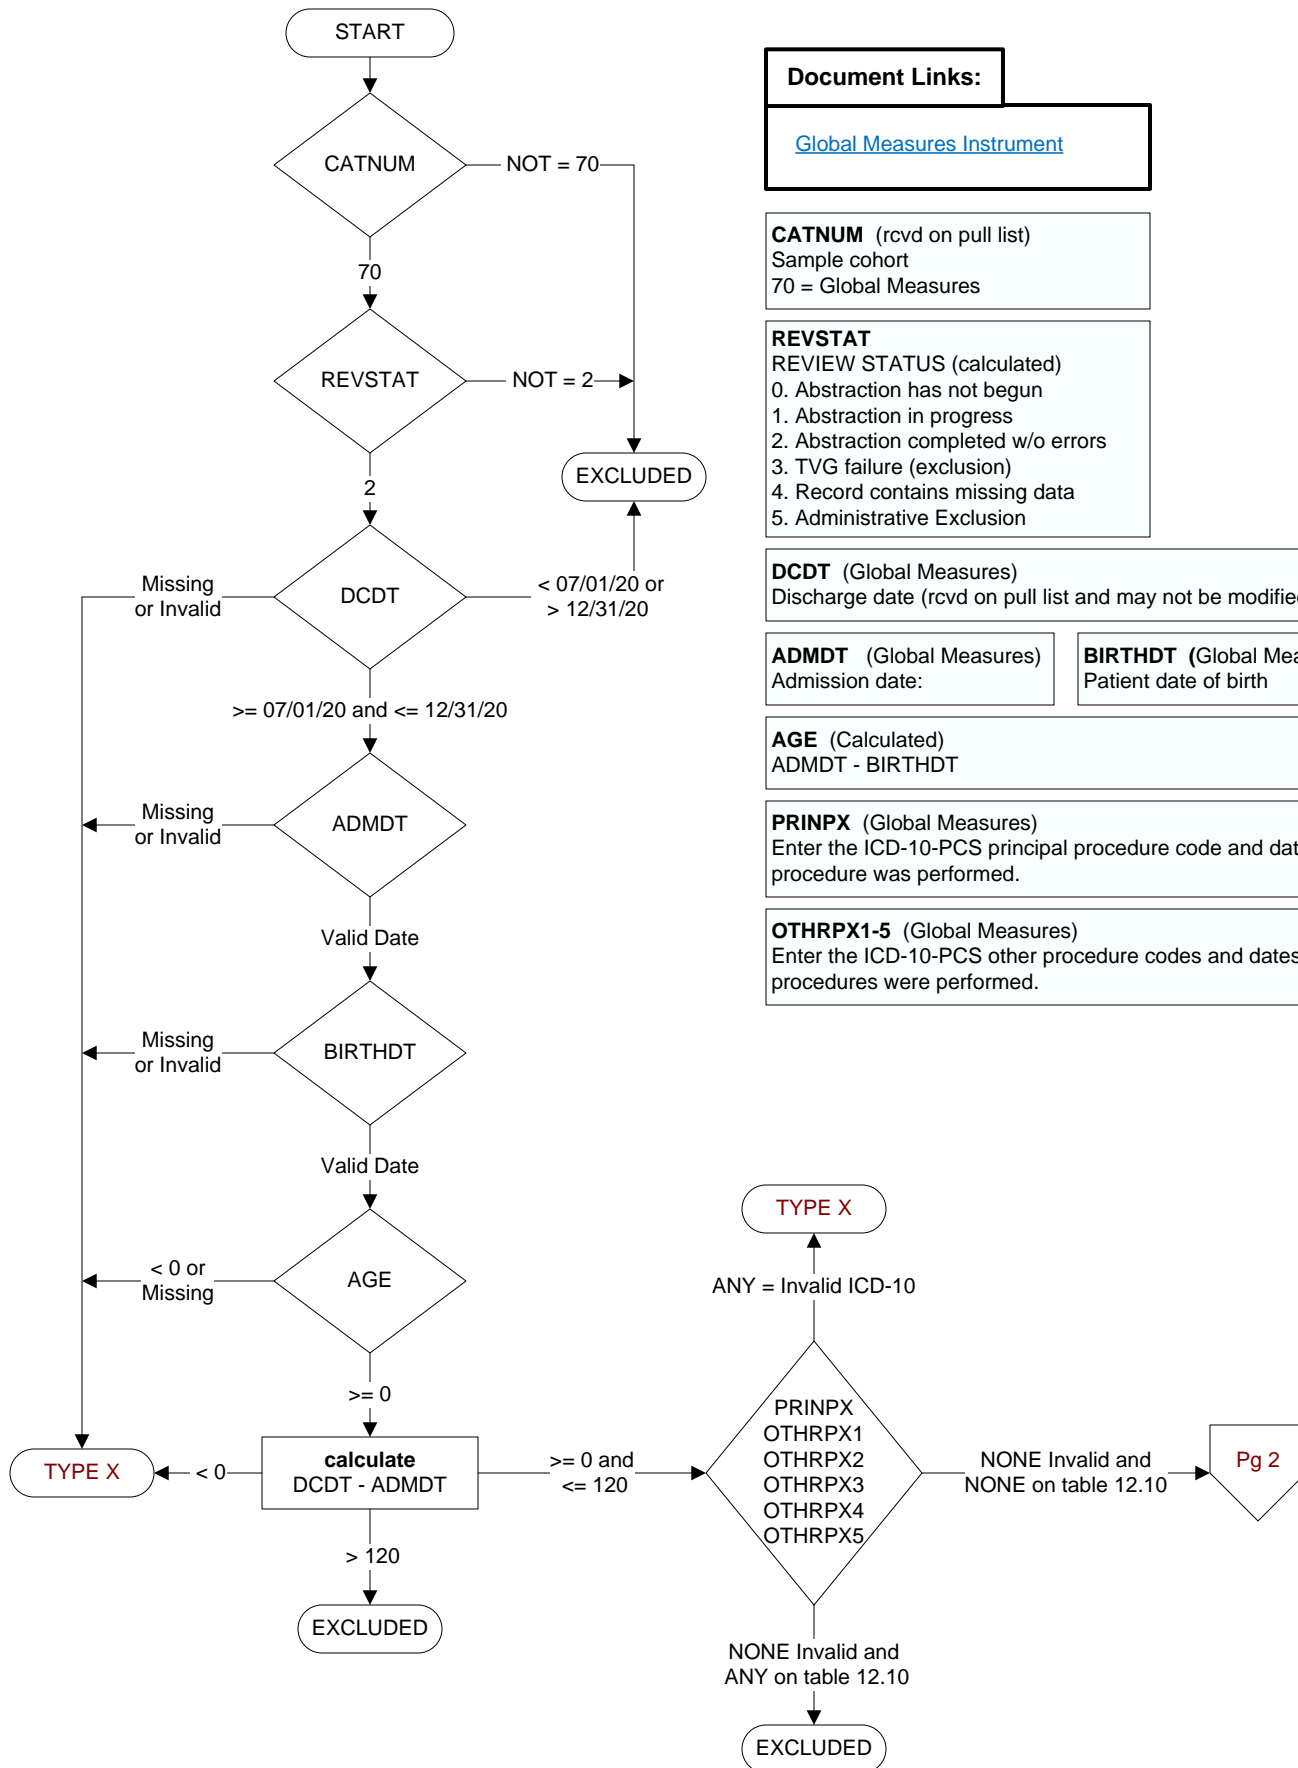 START
CATNUM
NOT = 70
70
REVSTAT
NOT = 2
2
EXCLUDED
DCDT
Missing
or Invalid
< 07/01/20 or
> 12/31/20
>= 07/01/20 and <= 12/31/20
ADMDT
Missing
or Invalid
Valid Date
BIRTHDT
Missing
or Invalid
Valid Date
AGE
< 0 or
Missing
>= 0
calculate
DCDT - ADMDT
< 0
TYPE X
> 120
EXCLUDED
>= 0 and
<= 120
PRINPX
OTHRPX1
OTHRPX2
OTHRPX3
OTHRPX4
OTHRPX5
ANY = Invalid ICD-10
TYPE X
NONE Invalid and
NONE on table 12.10
Pg 2
NONE Invalid and
ANY on table 12.10
EXCLUDED
Document Links:
Global Measures Instrument
CATNUM (rcvd on pull list)
Sample cohort
70 = Global Measures
REVSTAT
REVIEW STATUS (calculated)
0. Abstraction has not begun
1. Abstraction in progress
2. Abstraction completed w/o errors
3. TVG failure (exclusion)
4. Record contains missing data
5. Administrative Exclusion
DCDT (Global Measures)
Discharge date (rcvd on pull list and may not be modifie
ADMDT (Global Measures)
Admission date:
BIRTHDT (Global Mea
Patient date of birth
AGE (Calculated)
ADMDT - BIRTHDT
PRINPX (Global Measures)
Enter the ICD-10-PCS principal procedure code and dat
procedure was performed.
OTHRPX1-5 (Global Measures)
Enter the ICD-10-PCS other procedure codes and dates
procedures were performed.